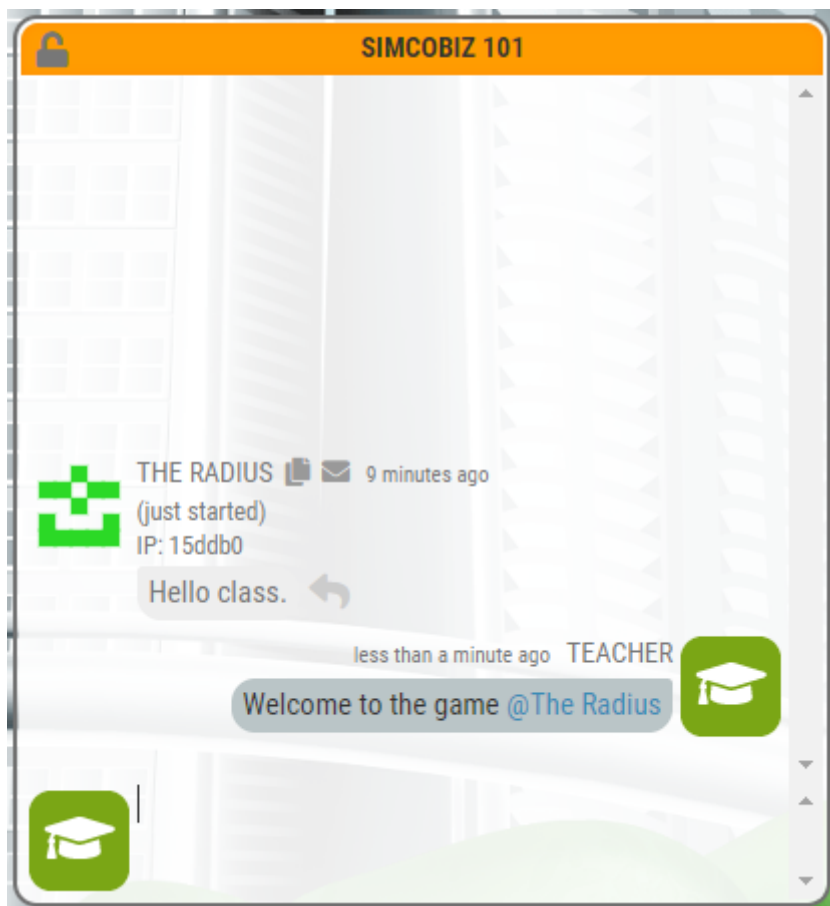 SIMCOBIZ 101
THE RADIUS 9 minutes ago
(just started)
IP: 15ddb0
Hello class.
less than a minute ago TEACHER
Welcome to the game @The Radius